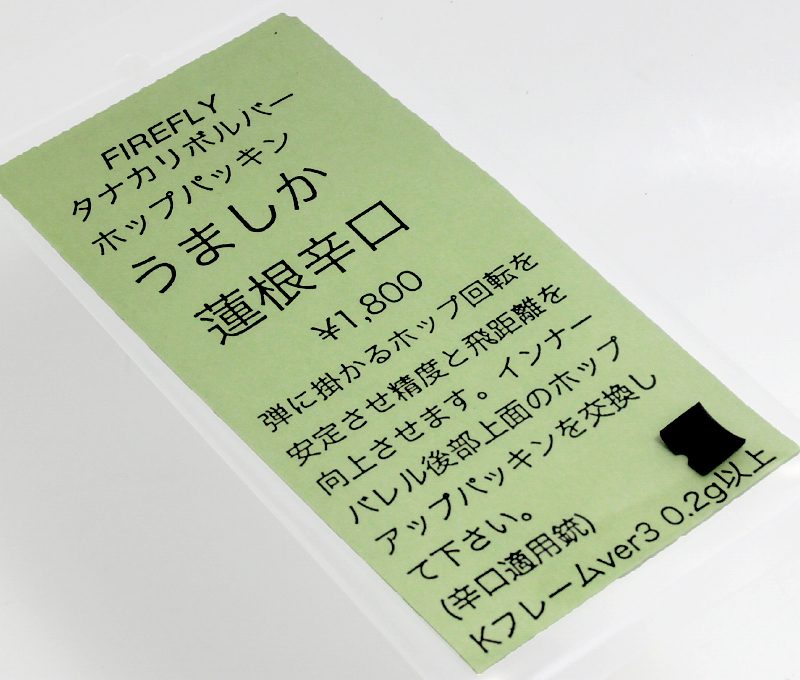 FIREFLY
タナカリボルバー
ホップパッキン
うましか
蓮根辛口
¥1,800
弾に掛かるホップ回転を
安定させ精度と飛距離を
向上させます。インナー
バレル後部上面のホップ
アップパッキンを交換し
て下さい。
(辛口適用銃)
Kフレームver3 0.2g以上